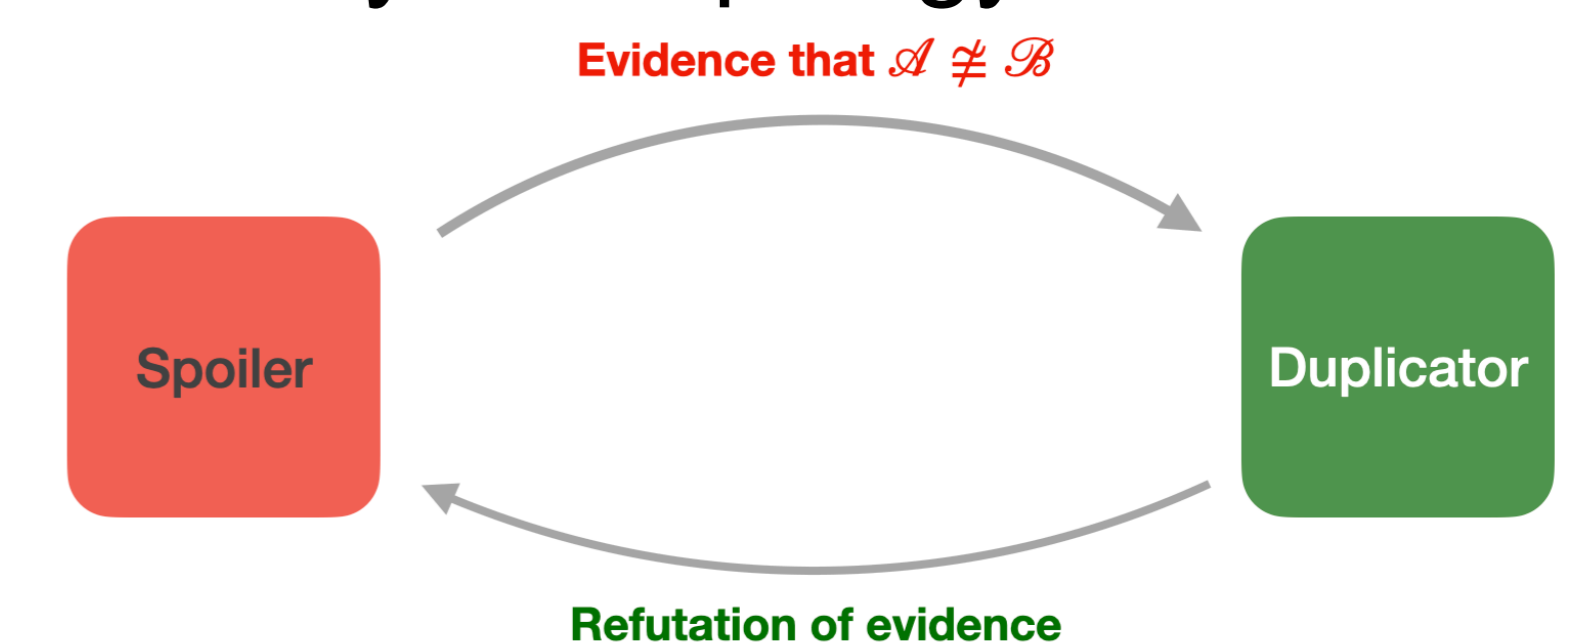 Evidence that 𝒜 ≇ ℬ
Spoiler
Duplicator
Refutation of evidence